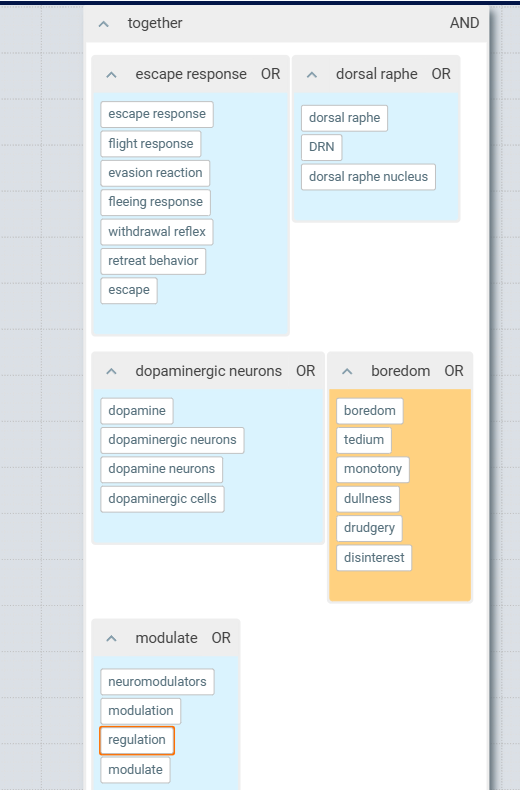 together AND
escape response OR
escape response
flight response
evasion reaction
fleeing response
withdrawal reflex
retreat behavior
escape
dorsal raphe OR
dorsal raphe
DRN
dorsal raphe nucleus
dopaminergic neurons OR
dopamine
dopaminergic neurons
dopamine neurons
dopaminergic cells
boredom OR
boredom
tedium
monotony
dullness
drudgery
disinterest
modulate OR
neuromodulators
modulation
regulation
modulate